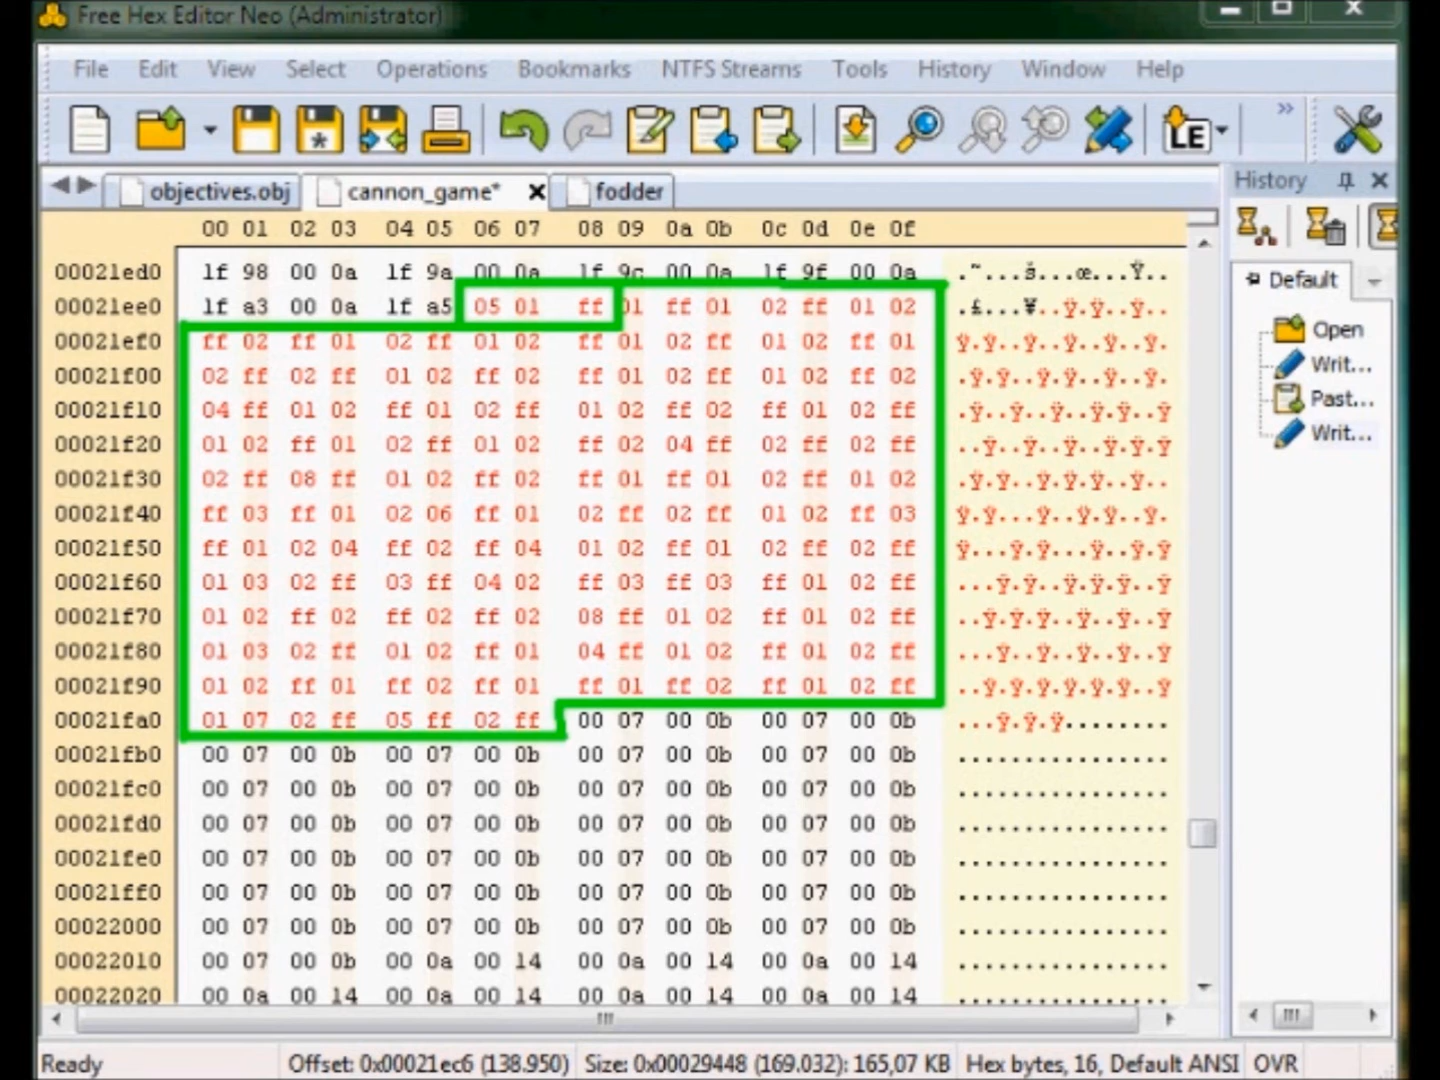 Free Hex Editor Neo (Administrator)
File Edit View Select Operations Bookmarks NTFS Streams Tools History Window Help
LE
objectives.obj cannon_game* fodder
History
00 01 02 03 04 05 06 07 08 09 0a 0b 0c 0d 0e 0f
00021ed0 1f 98 00 0a 1f 9a 00 0a 1f 9c 00 0a 1f 9f 00 0a .˜...š...œ...Ÿ..
00021ee0 1f a3 00 0a 1f a5 05 01 ff 01 ff 01 02 ff 01 02 .£...¥..ÿ.ÿ..ÿ..
00021ef0 ff 02 ff 01 02 ff 01 02 ff 01 02 ff 01 02 ff 01 ÿ.ÿ..ÿ..ÿ..ÿ..ÿ.
00021f00 02 ff 02 ff 01 02 ff 02 ff 01 02 ff 01 02 ff 02 .ÿ.ÿ..ÿ.ÿ..ÿ..ÿ.
00021f10 04 ff 01 02 ff 01 02 ff 01 02 ff 02 ff 01 02 ff .ÿ..ÿ..ÿ..ÿ.ÿ..ÿ
00021f20 01 02 ff 01 02 ff 01 02 ff 02 04 ff 02 ff 02 ff ..ÿ..ÿ..ÿ..ÿ.ÿ.ÿ
00021f30 02 ff 08 ff 01 02 ff 02 ff 01 ff 01 02 ff 01 02 .ÿ.ÿ..ÿ.ÿ.ÿ..ÿ..
00021f40 ff 03 ff 01 02 06 ff 01 02 ff 02 ff 01 02 ff 03 ÿ.ÿ...ÿ..ÿ.ÿ..ÿ.
00021f50 ff 01 02 04 ff 02 ff 04 01 02 ff 01 02 ff 02 ff ÿ...ÿ.ÿ...ÿ..ÿ.ÿ
00021f60 01 03 02 ff 03 ff 04 02 ff 03 ff 03 ff 01 02 ff ...ÿ.ÿ..ÿ.ÿ.ÿ..ÿ
00021f70 01 02 ff 02 ff 02 ff 02 08 ff 01 02 ff 01 02 ff ..ÿ.ÿ.ÿ..ÿ..ÿ..ÿ
00021f80 01 03 02 ff 01 02 ff 01 04 ff 01 02 ff 01 02 ff ...ÿ..ÿ..ÿ..ÿ..ÿ
00021f90 01 02 ff 01 ff 02 ff 01 ff 01 ff 02 ff 01 02 ff ..ÿ.ÿ.ÿ.ÿ.ÿ.ÿ..ÿ
00021fa0 01 07 02 ff 05 ff 02 ff 00 07 00 0b 00 07 00 0b ...ÿ.ÿ.ÿ........
00021fb0 00 07 00 0b 00 07 00 0b 00 07 00 0b 00 07 00 0b ................
00021fc0 00 07 00 0b 00 07 00 0b 00 07 00 0b 00 07 00 0b ................
00021fd0 00 07 00 0b 00 07 00 0b 00 07 00 0b 00 07 00 0b ................
00021fe0 00 07 00 0b 00 07 00 0b 00 07 00 0b 00 07 00 0b ................
00021ff0 00 07 00 0b 00 07 00 0b 00 07 00 0b 00 07 00 0b ................
00022000 00 07 00 0b 00 07 00 0b 00 07 00 0b 00 07 00 0b ................
00022010 00 07 00 0b 00 0a 00 14 00 0a 00 14 00 0a 00 14 ................
00022020 00 0a 00 14 00 0a 00 14 00 0a 00 14 00 0a 00 14 ................
Default
Open
Writ...
Past...
Writ...
Ready Offset: 0x00021ec6 (138.950) Size: 0x00029448 (169.032): 165,07 KB Hex bytes, 16, Default ANSI OVR